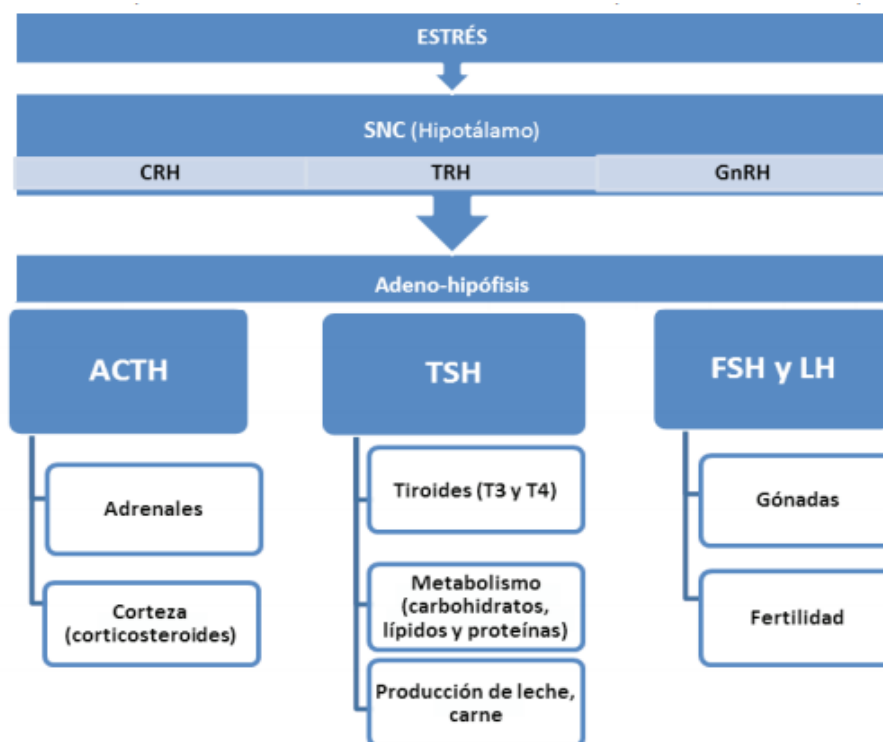 ESTRÉS
SNC (Hipotálamo)
CRH
TRH
GnRH
Adeno-hipófisis
ACTH
Adrenales
Corteza
(corticosteroides)
TSH
Tiroides (T3 y T4)
Metabolismo
(carbohidratos,
lípidos y proteínas)
Producción de leche,
carne
FSH y LH
Gónadas
Fertilidad